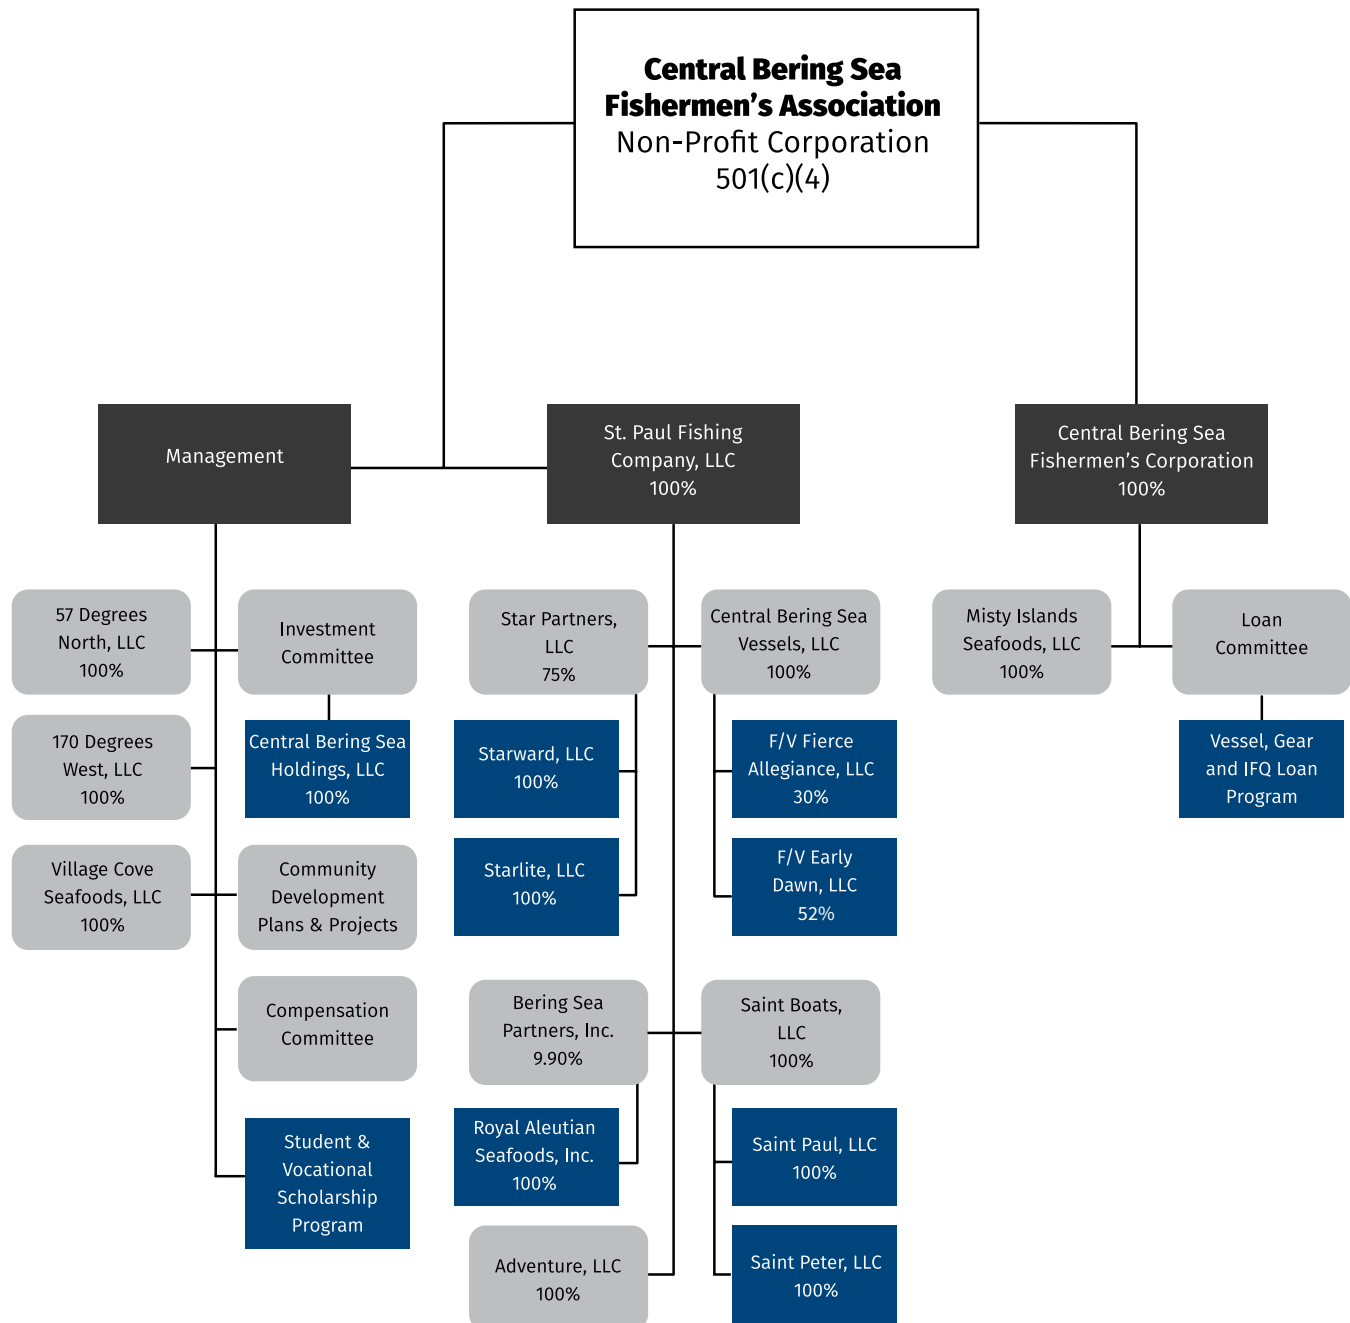 Central Bering Sea
Fishermen's Association
Non-Profit Corporation
501(c)(4)
Management
St. Paul Fishing
Company, LLC
100%
Central Bering Sea
Fishermen's Corporation
100%
57 Degrees
North, LLC
100%
Investment
Committee
Star Partners,
LLC
75%
Central Bering Sea
Vessels, LLC
100%
Misty Islands
Seafoods, LLC
100%
Loan
Committee
170 Degrees
West, LLC
100%
Central Bering Sea
Holdings, LLC
100%
Starward, LLC
100%
F/V Fierce
Allegiance, LLC
30%
Vessel, Gear
and IFQ Loan
Program
Village Cove
Seafoods, LLC
100%
Community
Development
Plans & Projects
Starlite, LLC
100%
F/V Early
Dawn, LLC
52%
Compensation
Committee
Bering Sea
Partners, Inc.
9.90%
Saint Boats,
LLC
100%
Student &
Vocational
Scholarship
Program
Royal Aleutian
Seafoods, Inc.
100%
Saint Paul, LLC
100%
Adventure, LLC
100%
Saint Peter, LLC
100%